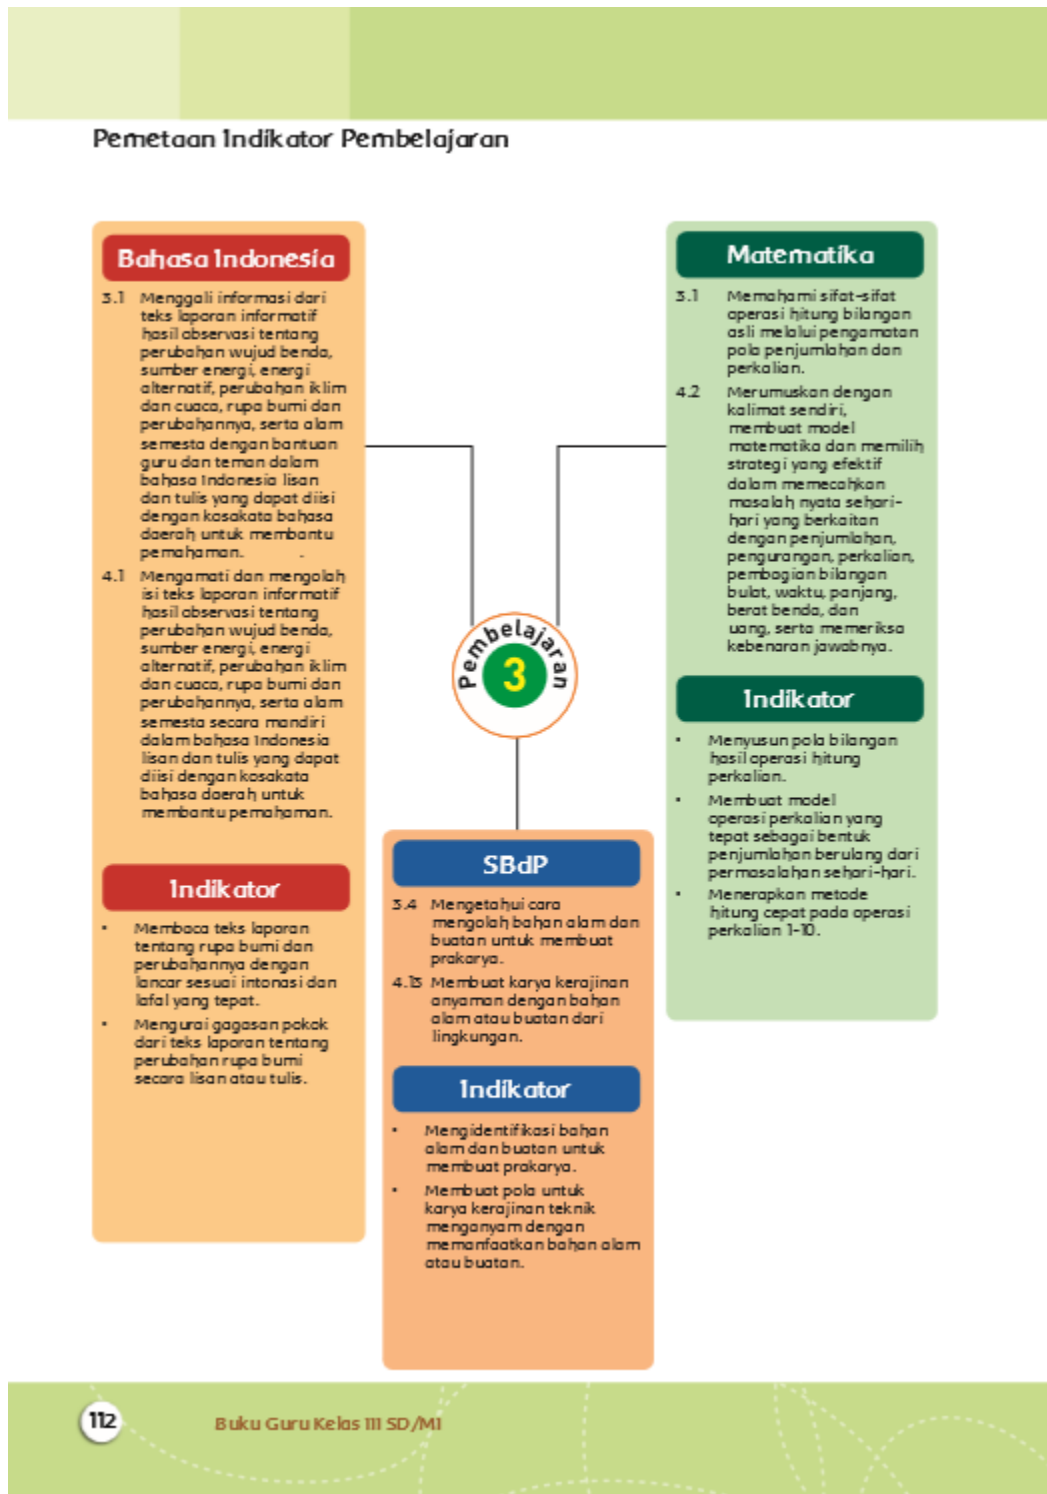 Pemetaan Indikator Pembelajaran
Bahasa Indonesia
3.1 Menggali informasi dari
teks laporan informatif
hasil observasi tentang
perubahan wujud benda,
sumber energi, energi
alternatif, perubahan iklim
dan cuaca, rupa bumi dan
perubahannya, serta alam
semesta dengan bantuan
guru dan teman dalam
bahasa Indonesia lisan
dan tulis yang dapat diisi
dengan kosakata bahasa
daerah untuk membantu
pemahaman. .
4.1 Mengamati dan mengolah
isi teks laporan informatif
hasil observasi tentang
perubahan wujud benda,
sumber energi, energi
alternatif, perubahan iklim
dan cuaca, rupa bumi dan
perubahannya, serta alam
semesta secara mandiri
dalam bahasa Indonesia
lisan dan tulis yang dapat
diisi dengan kosakata
bahasa daerah untuk
membantu pemahaman.
Indikator
• Membaca teks laporan
tentang rupa bumi dan
perubahannya dengan
lancar sesuai intonasi dan
lafal yang tepat.
• Mengurai gagasan pokok
dari teks laporan tentang
perubahan rupa bumi
secara lisan atau tulis.
Pembelajaran
3
SBdP
3.4 Mengetahui cara
mengolah bahan alam dan
buatan untuk membuat
prakarya.
4.13 Membuat karya kerajinan
anyaman dengan bahan
alam atau buatan dari
lingkungan.
Indikator
• Mengidentifikasi bahan
alam dan buatan untuk
membuat prakarya.
• Membuat pola untuk
karya kerajinan teknik
menganyam dengan
memanfaatkan bahan alam
atau buatan.
Matematika
3.1 Memahami sifat-sifat
operasi hitung bilangan
asli melalui pengamatan
pola penjumlahan dan
perkalian.
4.2 Merumuskan dengan
kalimat sendiri,
membuat model
matematika dan memilih
strategi yang efektif
dalam memecahkan
masalah nyata sehari-
hari yang berkaitan
dengan penjumlahan,
pengurangan, perkalian,
pembagian bilangan
bulat, waktu, panjang,
berat benda, dan
uang, serta memeriksa
kebenaran jawabnya.
Indikator
• Menyusun pola bilangan
hasil operasi hitung
perkalian.
• Membuat model
operasi perkalian yang
tepat sebagai bentuk
penjumlahan berulang dari
permasalahan sehari-hari.
• Menerapkan metode
hitung cepat pada operasi
perkalian 1-10.
112
Buku Guru Kelas III SD/MI